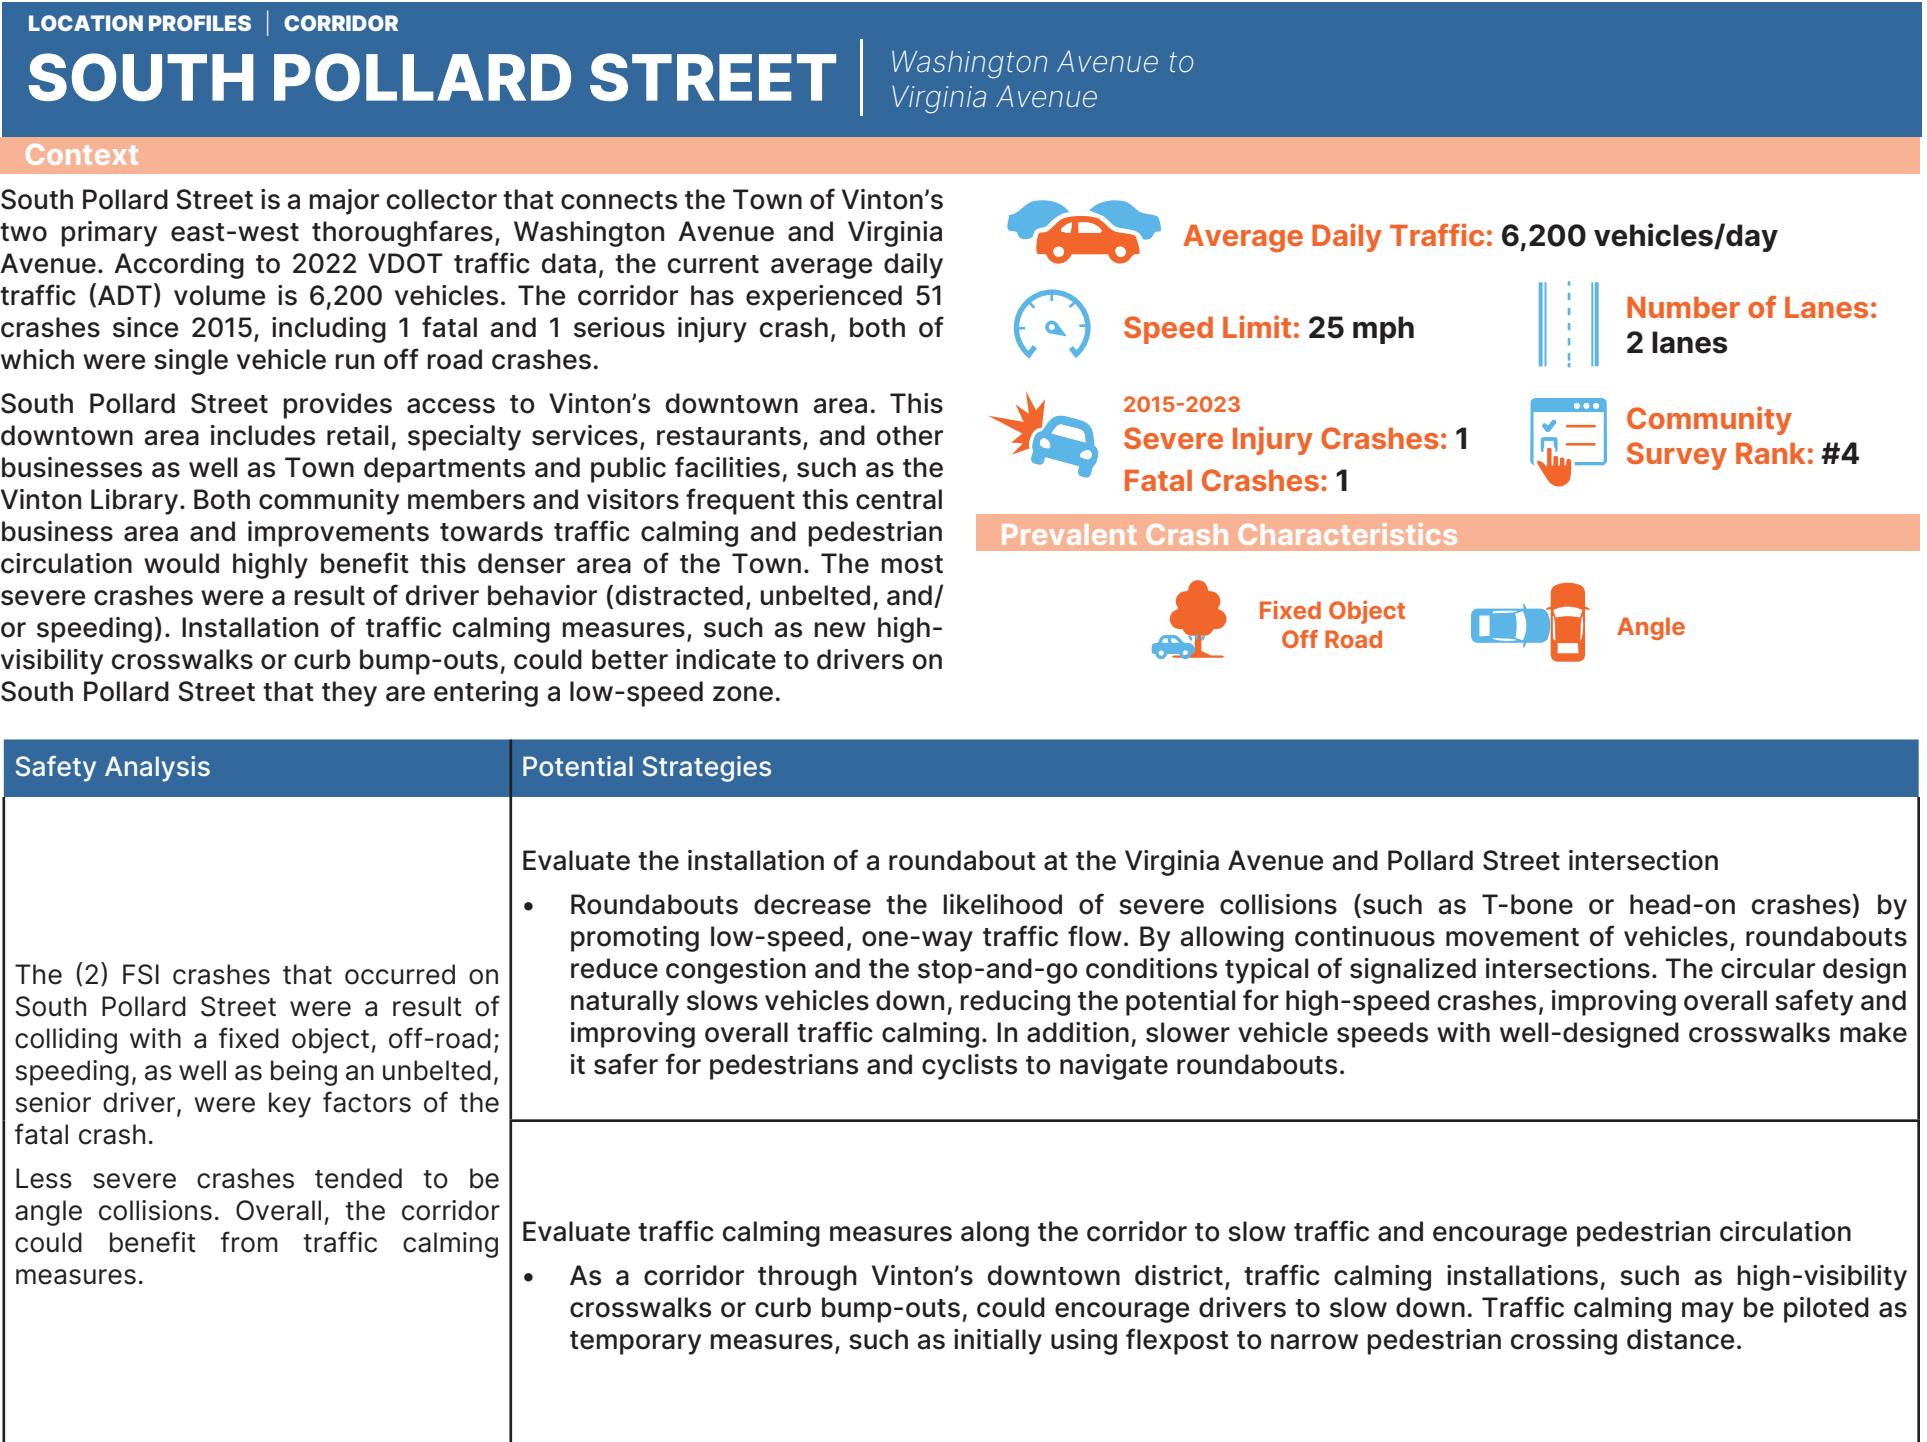 LOCATION PROFILES | CORRIDOR
SOUTH POLLARD STREET
Washington Avenue to
Virginia Avenue
Context
South Pollard Street is a major collector that connects the Town of Vinton’s
two primary east-west thoroughfares, Washington Avenue and Virginia
Avenue. According to 2022 VDOT traffic data, the current average daily
traffic (ADT) volume is 6,200 vehicles. The corridor has experienced 51
crashes since 2015, including 1 fatal and 1 serious injury crash, both of
which were single vehicle run off road crashes.
South Pollard Street provides access to Vinton’s downtown area. This
downtown area includes retail, specialty services, restaurants, and other
businesses as well as Town departments and public facilities, such as the
Vinton Library. Both community members and visitors frequent this central
business area and improvements towards traffic calming and pedestrian
circulation would highly benefit this denser area of the Town. The most
severe crashes were a result of driver behavior (distracted, unbelted, and/
or speeding). Installation of traffic calming measures, such as new high-
visibility crosswalks or curb bump-outs, could better indicate to drivers on
South Pollard Street that they are entering a low-speed zone.
Average Daily Traffic: 6,200 vehicles/day
Speed Limit: 25 mph
Number of Lanes:
2 lanes
2015-2023
Severe Injury Crashes: 1
Fatal Crashes: 1
Community
Survey Rank: #4
Prevalent Crash Characteristics
Fixed Object
Off Road
Angle
Safety Analysis
Potential Strategies
The (2) FSI crashes that occurred on
South Pollard Street were a result of
colliding with a fixed object, off-road;
speeding, as well as being an unbelted,
senior driver, were key factors of the
fatal crash.
Less severe crashes tended to be
angle collisions. Overall, the corridor
could benefit from traffic calming
measures.
Evaluate the installation of a roundabout at the Virginia Avenue and Pollard Street intersection
• Roundabouts decrease the likelihood of severe collisions (such as T-bone or head-on crashes) by
promoting low-speed, one-way traffic flow. By allowing continuous movement of vehicles, roundabouts
reduce congestion and the stop-and-go conditions typical of signalized intersections. The circular design
naturally slows vehicles down, reducing the potential for high-speed crashes, improving overall safety and
improving overall traffic calming. In addition, slower vehicle speeds with well-designed crosswalks make
it safer for pedestrians and cyclists to navigate roundabouts.
Evaluate traffic calming measures along the corridor to slow traffic and encourage pedestrian circulation
• As a corridor through Vinton’s downtown district, traffic calming installations, such as high-visibility
crosswalks or curb bump-outs, could encourage drivers to slow down. Traffic calming may be piloted as
temporary measures, such as initially using flexpost to narrow pedestrian crossing distance.